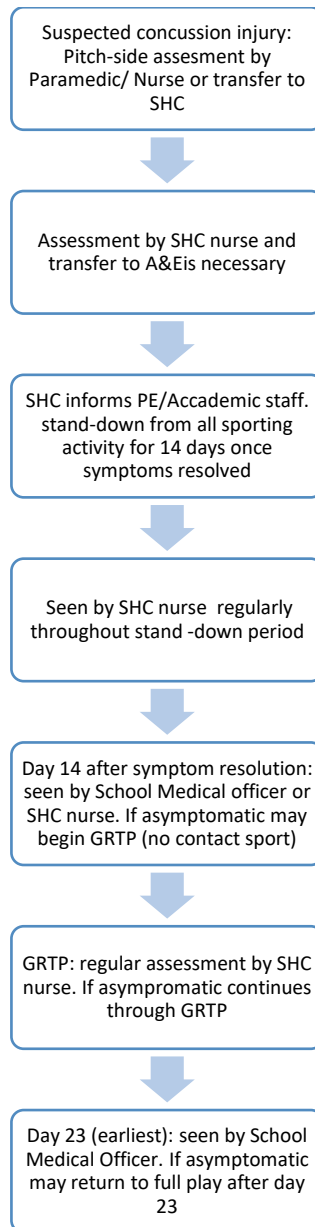 Suspected concussion injury:
Pitch-side assesment by
Paramedic/ Nurse or transfer to
SHC
Assessment by SHC nurse and
transfer to A&Eis necessary
SHC informs PE/Accademic staff.
stand-down from all sporting
activity for 14 days once
symptoms resolved
Seen by SHC nurse regularly
throughout stand -down period
Day 14 after symptom resolution:
seen by School Medical officer or
SHC nurse. If asymptomatic may
begin GRTP (no contact sport)
GRTP: regular assessment by SHC
nurse. If asympromatic continues
through GRTP
Day 23 (earliest): seen by School
Medical Officer. If asymptomatic
may return to full play after day
23